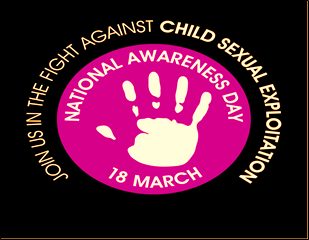 JOIN US IN THE FIGHT AGAINST CHILD SEXUAL EXPLOITATION
NATIONAL AWARENESS DAY
18 MARCH